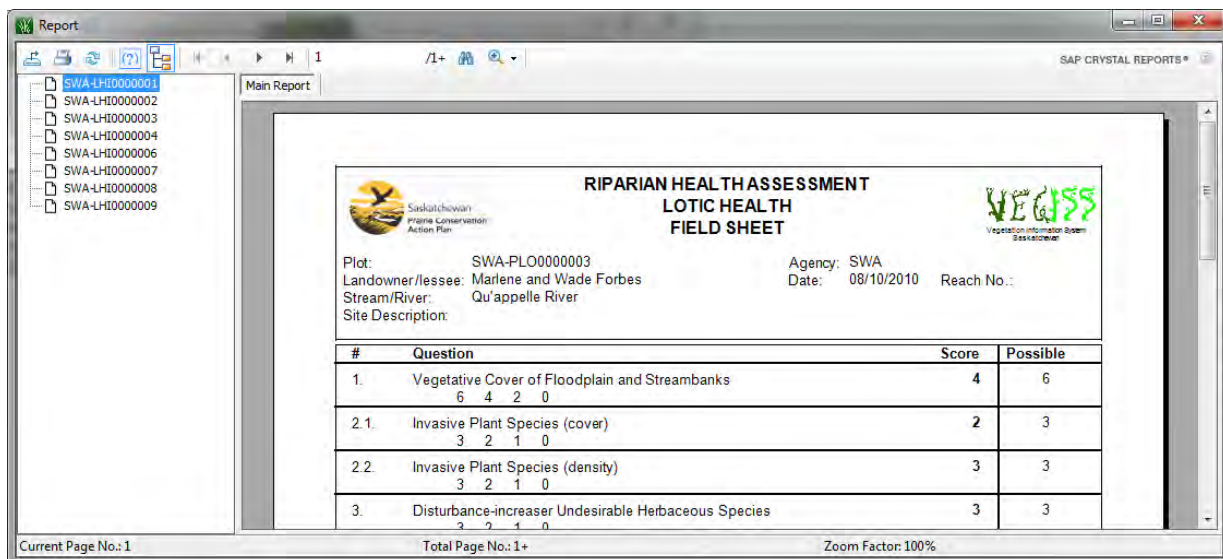 Report
1 /1+
SAP CRYSTAL REPORTS®
SWA-LHI0000001
SWA-LHI0000002
SWA-LHI0000003
SWA-LHI0000004
SWA-LHI0000006
SWA-LHI0000007
SWA-LHI0000008
SWA-LHI0000009
Main Report
Saskatchewan
Prairie Conservation
Action Plan
RIPARIAN HEALTH ASSESSMENT
LOTIC HEALTH
FIELD SHEET
VEGISS
Vegetation Information System
Saskatchewan
Plot: SWA-PLO0000003 Agency: SWA
Landowner/lessee: Marlene and Wade Forbes Date: 08/10/2010 Reach No.:
Stream/River: Qu'appelle River
Site Description:
# Question Score Possible
1. Vegetative Cover of Floodplain and Streambanks 4 6
6 4 2 0
2.1. Invasive Plant Species (cover) 2 3
3 2 1 0
2.2. Invasive Plant Species (density) 3 3
3 2 1 0
3. Disturbance-increaser Undesirable Herbaceous Species 3 3
3 2 1 0
Current Page No.: 1 Total Page No.: 1+ Zoom Factor: 100%